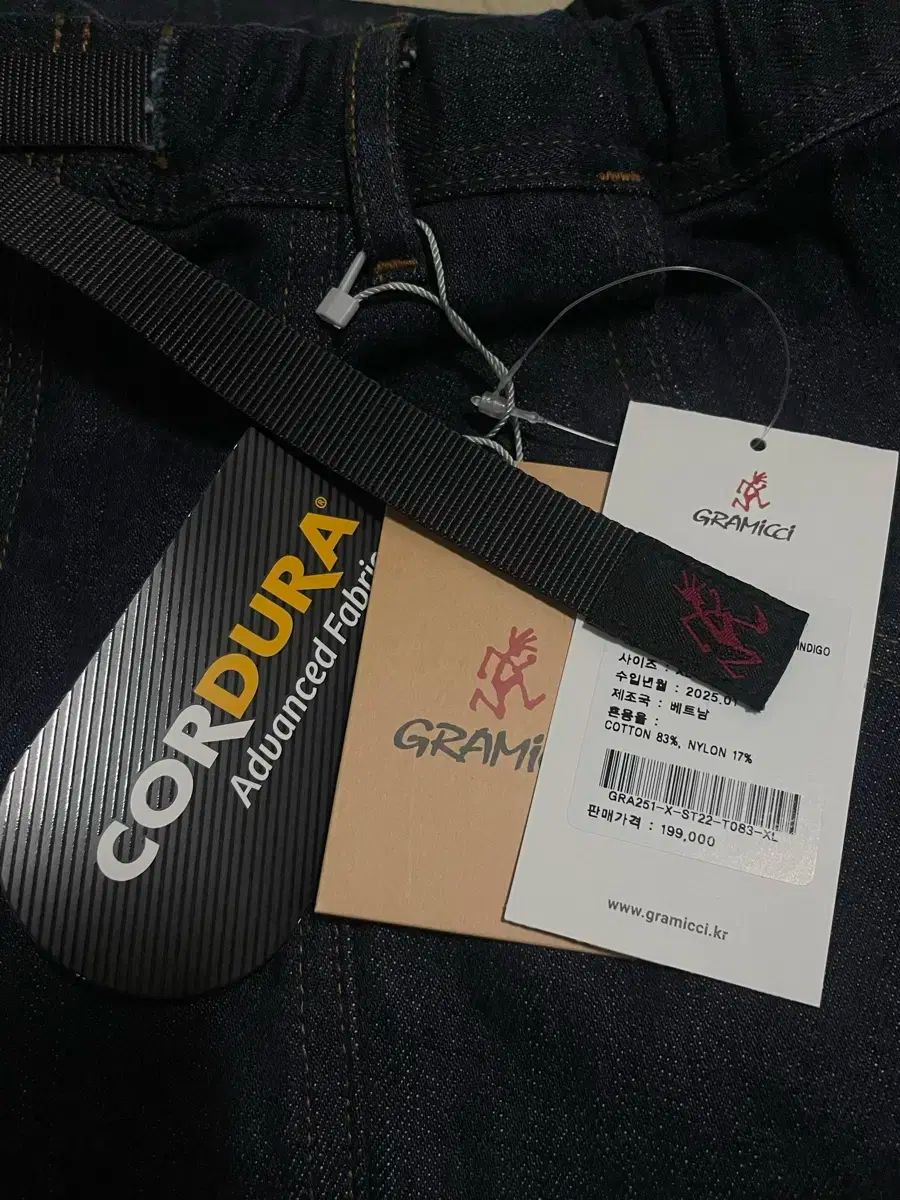 CORDURA®
Advanced Fabric
GRAMICCI
GRAMiCCi
INDIGO
사이즈 :
수입년월 : 2025.01
제조국 : 베트남
혼용율 :
COTTON 83%, NYLON 17%
GRA251-X-ST22-T083-XL
판매가격 : 199,000
www.gramicci.kr